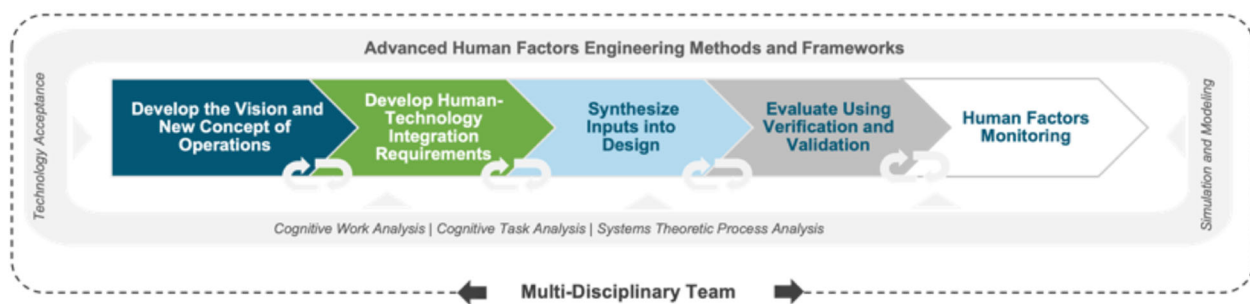 Advanced Human Factors Engineering Methods and Frameworks
Technology Acceptance
Develop the Vision and
New Concept of
Operations
Develop Human-
Technology
Integration
Requirements
Synthesize
Inputs into
Design
Evaluate Using
Verification and
Validation
Human Factors
Monitoring
Simulation and Modeling
Cognitive Work Analysis | Cognitive Task Analysis | Systems Theoretic Process Analysis
Multi-Disciplinary Team